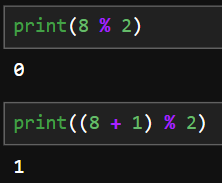 print(8 % 2)
0
print((8 + 1) % 2)
1